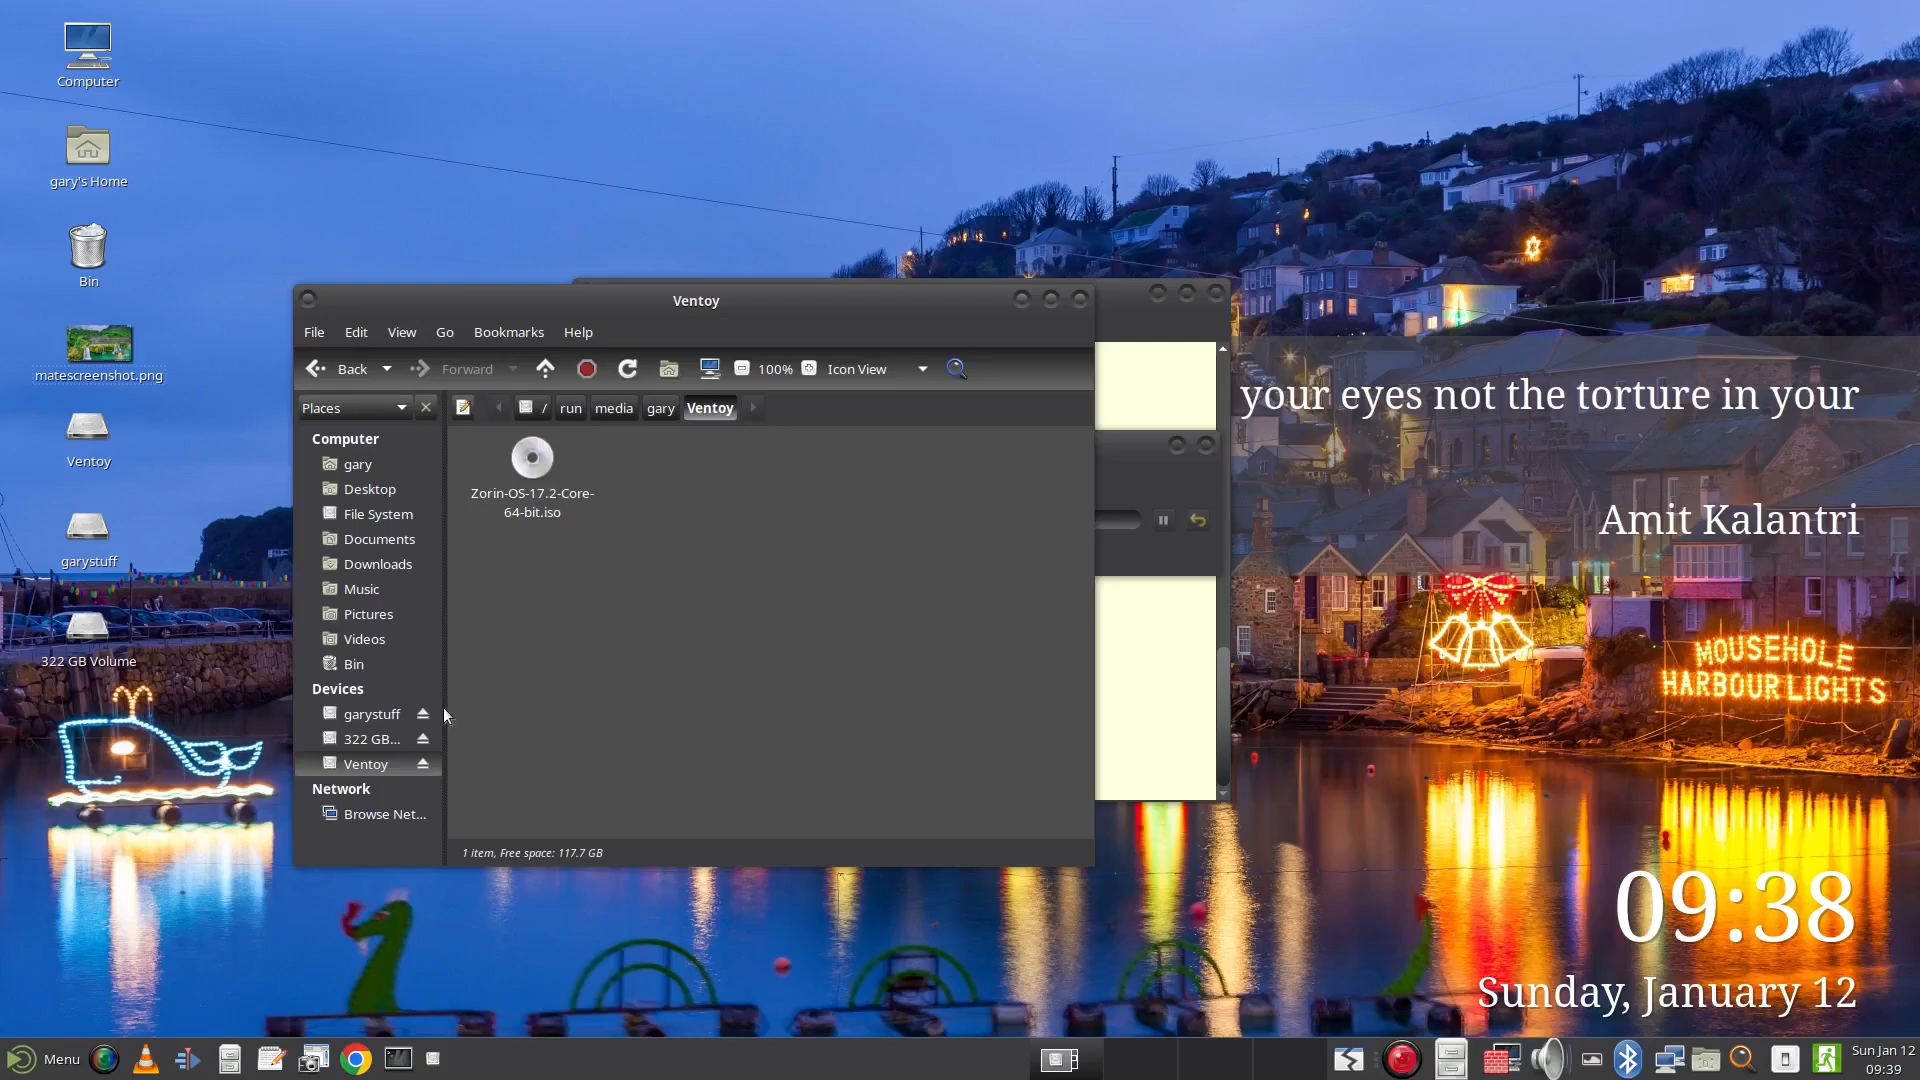 Computer
gary's Home
Bin
matescreenshot.png
Ventoy
garystuff
322 GB Volume
Ventoy
File Edit View Go Bookmarks Help
Back Forward 100% Icon View
Places / run media gary Ventoy
Computer
gary
Desktop
File System
Documents
Downloads
Music
Pictures
Videos
Bin
Devices
garystuff
322 GB...
Ventoy
Network
Browse Net...
Zorin-OS-17.2-Core-
64-bit.iso
1 item, Free space: 117.7 GB
your eyes not the torture in your
Amit Kalantri
MOUSEHOLE
HARBOUR LIGHTS
09:38
Sunday, January 12
Menu
Sun Jan 12
09:39